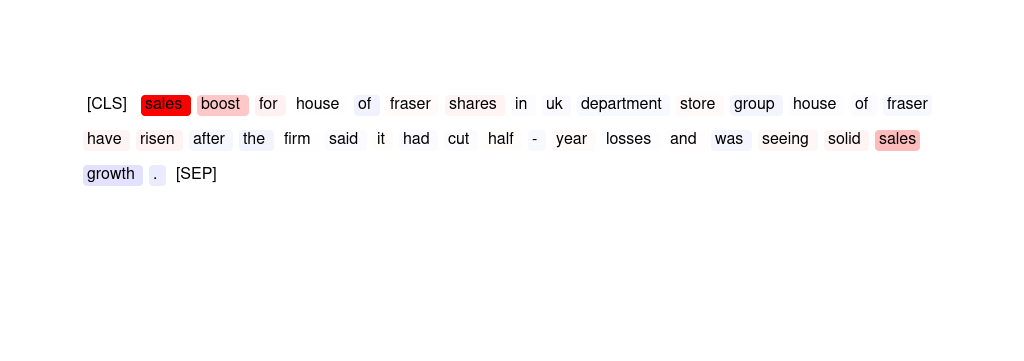 [CLS] sales boost for house of fraser shares in uk department store group house of fraser
have risen after the firm said it had cut half - year losses and was seeing solid sales
growth . [SEP]